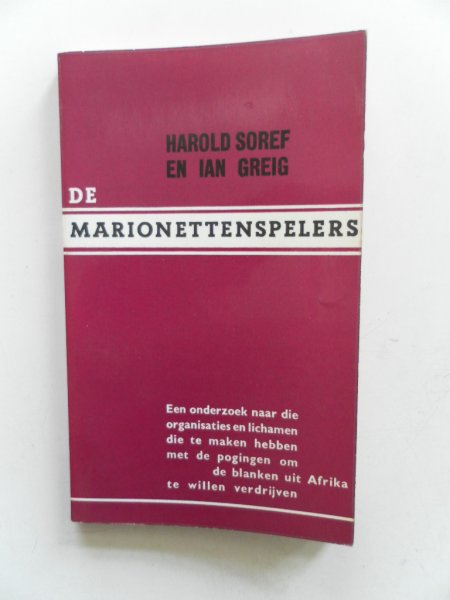 HAROLD SOREF
EN IAN GREIG
DE
MARIONETTENSPELERS
Een onderzoek naar die
organisaties en lichamen
die te maken hebben
met de pogingen om
de blanken uit Afrika
te willen verdrijven